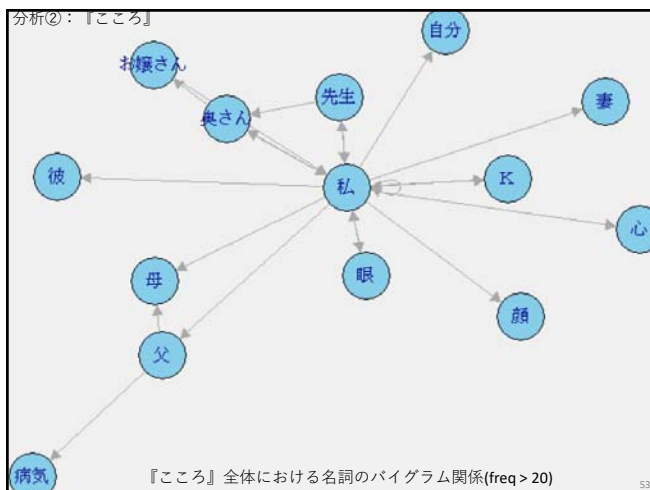 分析②：『こころ』
自分
お嬢さん
先生
妻
奥さん
彼
私
K
心
母
眼
顔
父
病気
『こころ』全体における名詞のバイグラム関係(freq > 20)
53